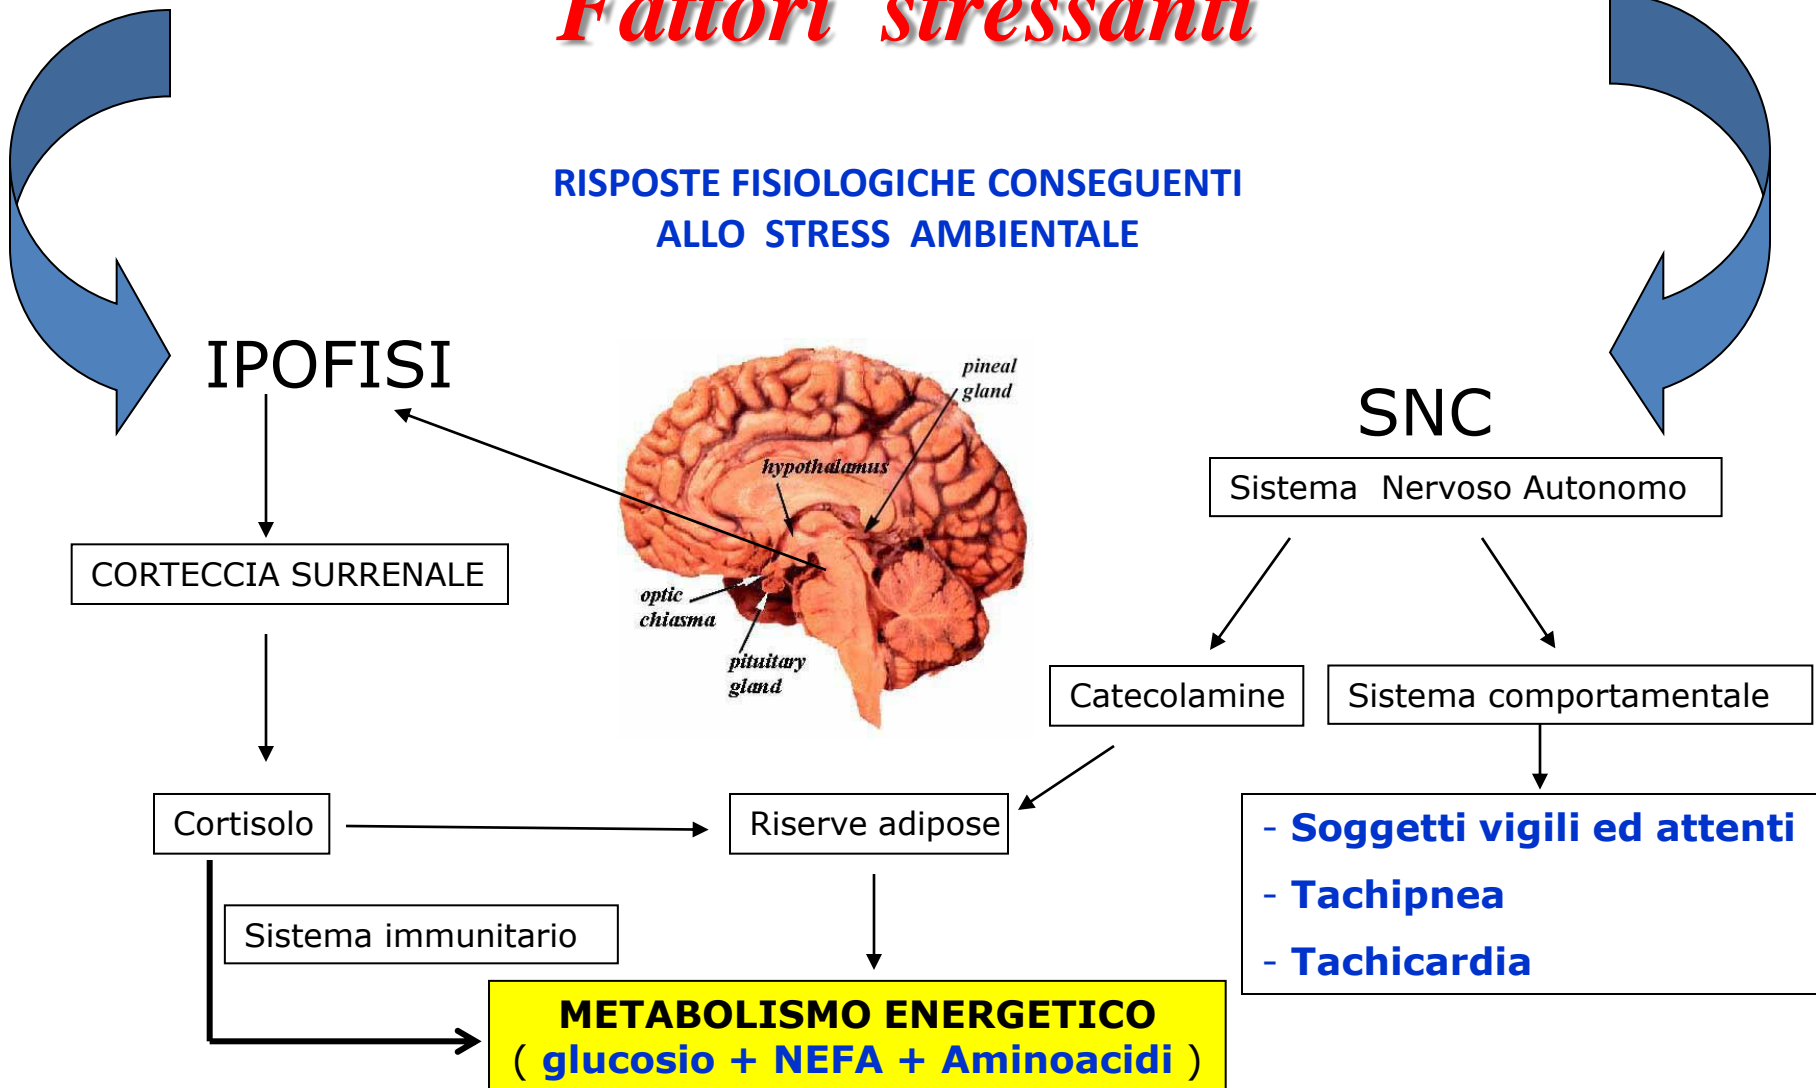 Fattori stressanti
RISPOSTE FISIOLOGICHE CONSEGUENTI
ALLO STRESS AMBIENTALE
IPOFISI
SNC
Sistema Nervoso Autonomo
CORTECCIA SURRENALE
pineal
gland
hypothalamus
optic
chiasma
pituitary
gland
Catecolamine
Sistema comportamentale
Cortisolo
Riserve adipose
- Soggetti vigili ed attenti
- Tachipnea
- Tachicardia
Sistema immunitario
METABOLISMO ENERGETICO
( glucosio + NEFA + Aminoacidi )